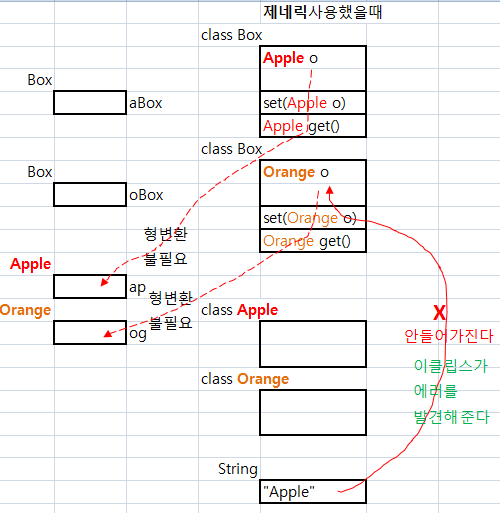 제네릭사용했을때
class Box
Apple o
Box
aBox
set(Apple o)
Apple get()
class Box
Box
Orange o
oBox
set(Orange o)
형변환
Orange get()
불필요
Apple
ap
형변환
Orange
불필요
og
class Apple
X
안들어가진다
이클립스가
에러를
발견해준다
class Orange
String
"Apple"